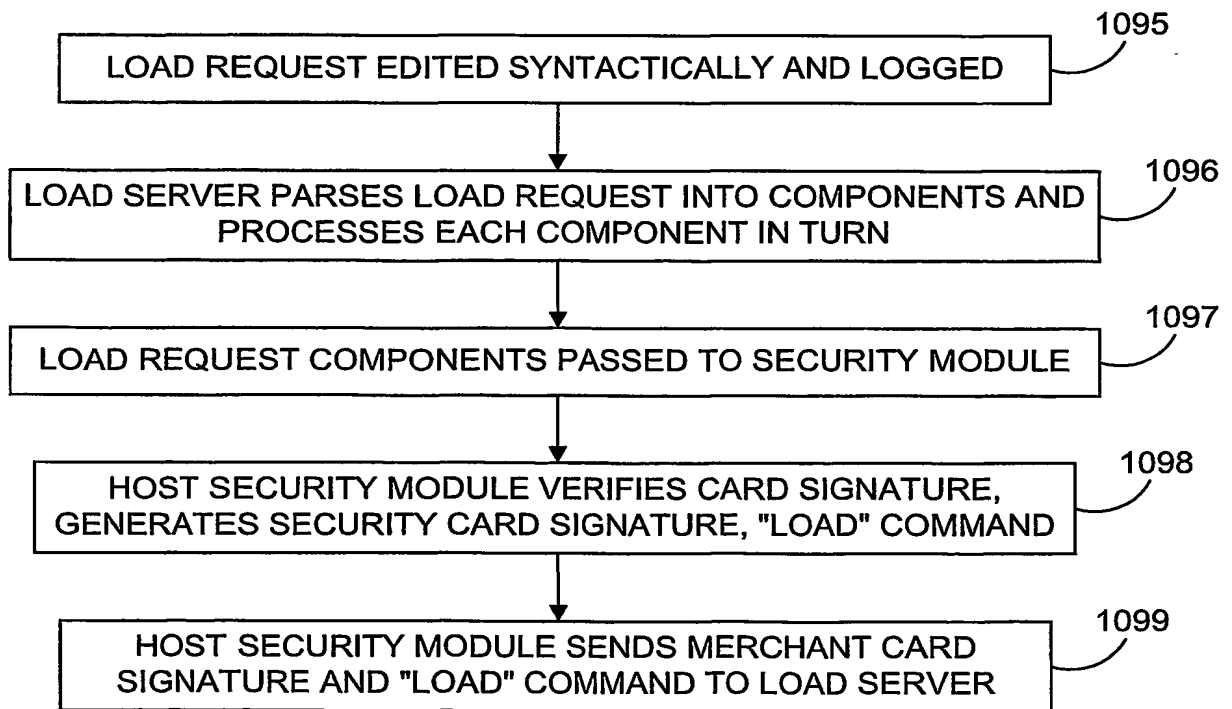 1095
LOAD REQUEST EDITED SYNTACTICALLY AND LOGGED
1096
LOAD SERVER PARSES LOAD REQUEST INTO COMPONENTS AND
PROCESSES EACH COMPONENT IN TURN
1097
LOAD REQUEST COMPONENTS PASSED TO SECURITY MODULE
1098
HOST SECURITY MODULE VERIFIES CARD SIGNATURE,
GENERATES SECURITY CARD SIGNATURE, "LOAD" COMMAND
1099
HOST SECURITY MODULE SENDS MERCHANT CARD
SIGNATURE AND "LOAD" COMMAND TO LOAD SERVER